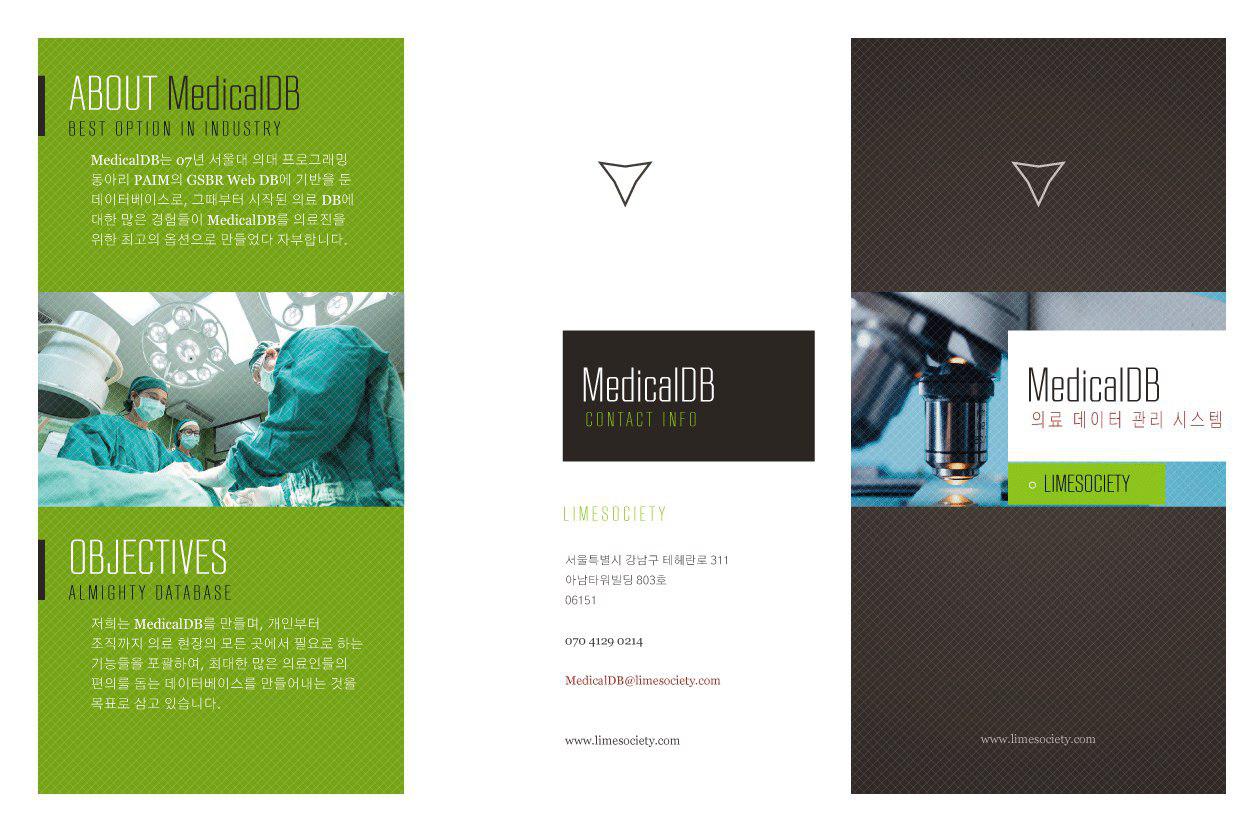 ABOUT MedicalDB
BEST OPTION IN INDUSTRY
MedicalDB는 07년 서울대 의대 프로그래밍
동아리 PAIM의 GSBR Web DB에 기반을 둔
데이터베이스로, 그때부터 시작된 의료 DB에
대한 많은 경험들이 MedicalDB를 의료진을
위한 최고의 옵션으로 만들었다 자부합니다.
OBJECTIVES
ALMIGHTY DATABASE
저희는 MedicalDB를 만들며, 개인부터
조직까지 의료 현장의 모든 곳에서 필요로 하는
기능들을 포괄하여, 최대한 많은 의료인들의
편의를 돕는 데이터베이스를 만들어내는 것을
목표로 삼고 있습니다.
MedicalDB
CONTACT INFO
LIMESOCIETY
서울특별시 강남구 테헤란로 311
아남타워빌딩 803호
06151
070 4129 0214
MedicalDB@limesociety.com
www.limesociety.com
MedicalDB
의료 데이터 관리 시스템
LIMESOCIETY
www.limesociety.com